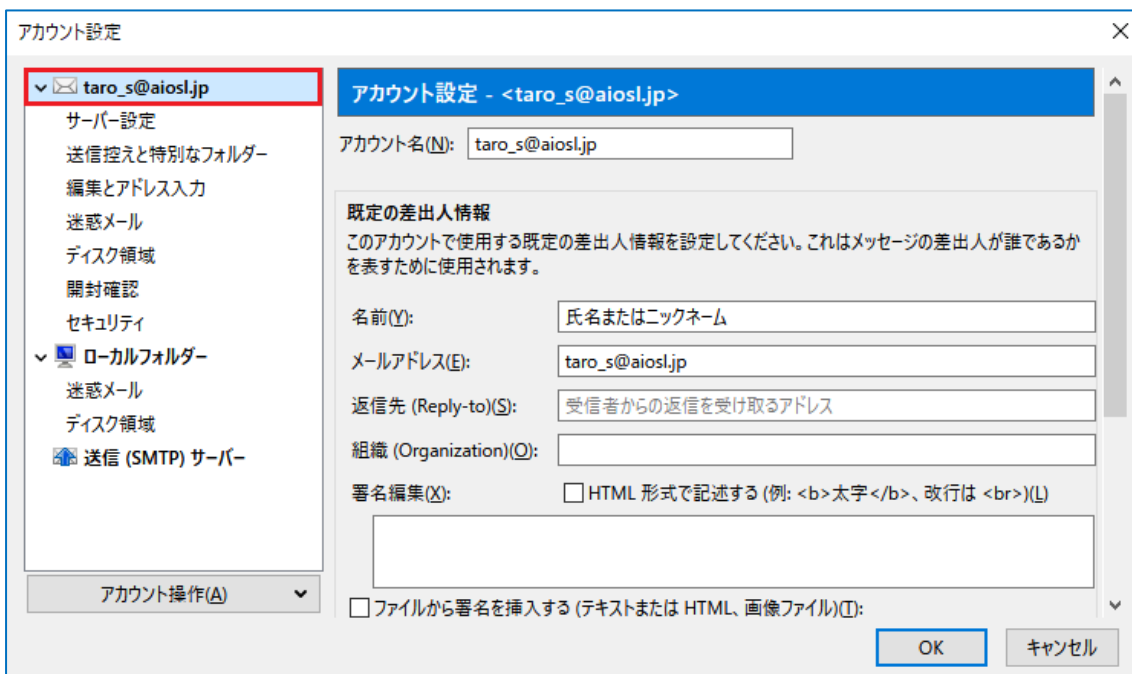 アカウント設定
taro_s@aiosl.jp
サーバー設定
送信控えと特別なフォルダー
編集とアドレス入力
迷惑メール
ディスク領域
開封確認
セキュリティ
ローカルフォルダー
迷惑メール
ディスク領域
送信 (SMTP) サーバー
アカウント操作(A)
アカウント設定 - <taro_s@aiosl.jp>
アカウント名(N): taro_s@aiosl.jp
既定の差出人情報
このアカウントで使用する既定の差出人情報を設定してください。これはメッセージの差出人が誰であるか
を表すために使用されます。
名前(Y): 氏名またはニックネーム
メールアドレス(E): taro_s@aiosl.jp
返信先 (Reply-to)(S): 受信者からの返信を受け取るアドレス
組織 (Organization)(O):
署名編集(X): HTML 形式で記述する (例: <b>太字</b>、改行は <br>)(L)
ファイルから署名を挿入する (テキストまたは HTML、画像ファイル)(T):
OK キャンセル